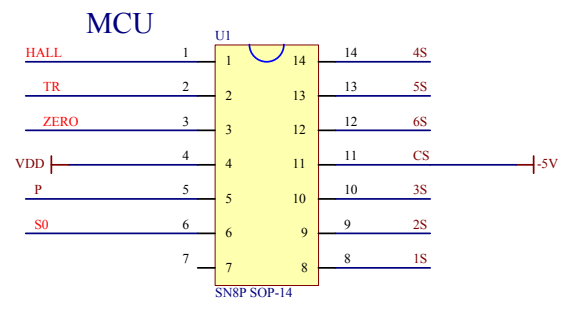 MCU
U1
HALL 1 1 14 14 4S
TR 2 2 13 13 5S
ZERO 3 3 12 12 6S
VDD 4 4 11 11 CS -5V
P 5 5 10 10 3S
S0 6 6 9 9 2S
7 7 8 8 1S
SN8P SOP-14